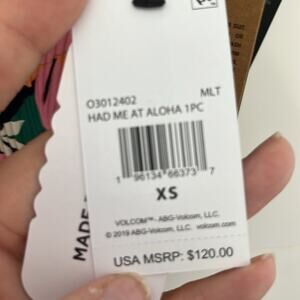 O3012402 MLT
HAD ME AT ALOHA 1PC
1 96134 66373 7
XS
VOLCOM™- ABG-Volcom, LLC.
© 2019 ABG-Volcom, LLC. volcom.com
USA MSRP: $120.00
MADE